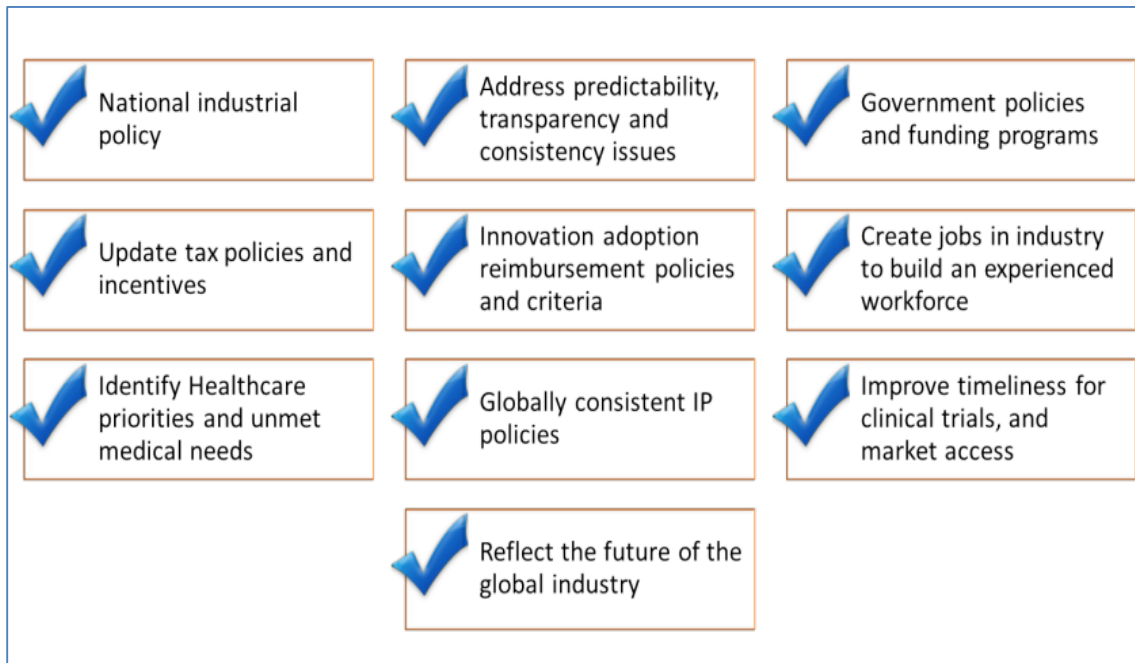 National industrial
policy
Address predictability,
transparency and
consistency issues
Government policies
and funding programs
Update tax policies and
incentives
Innovation adoption
reimbursement policies
and criteria
Create jobs in industry
to build an experienced
workforce
Identify Healthcare
priorities and unmet
medical needs
Globally consistent IP
policies
Improve timeliness for
clinical trials, and
market access
Reflect the future of the
global industry